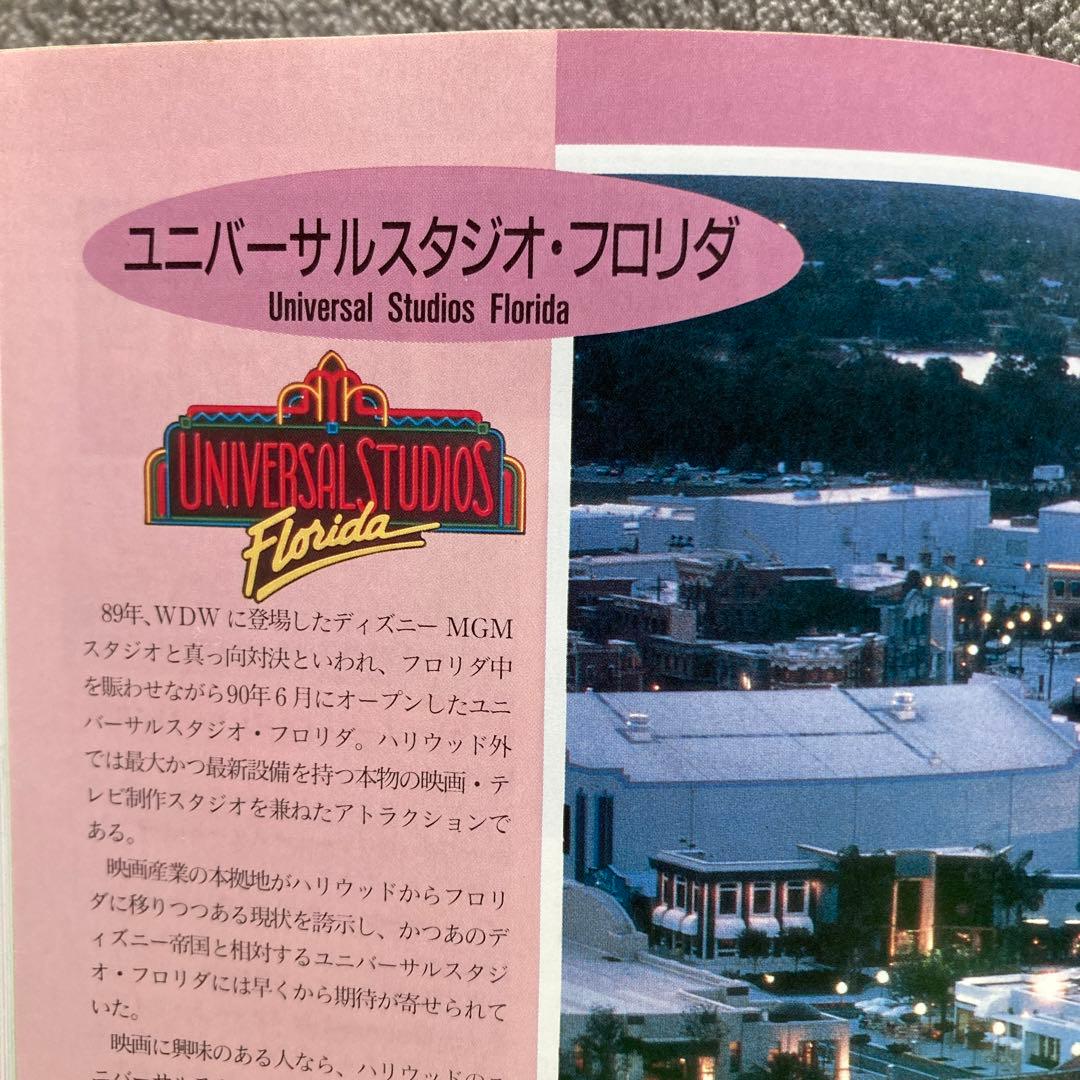 ユニバーサルスタジオ・フロリダ
Universal Studios Florida
UNIVERSAL STUDIOS
Florida
89年、WDWに登場したディズニーMGM
スタジオと真っ向対決といわれ、フロリダ中
を賑わせながら90年6月にオープンしたユニ
バーサルスタジオ・フロリダ。ハリウッド外
では最大かつ最新設備を持つ本物の映画・テ
レビ制作スタジオを兼ねたアトラクションで
ある。
映画産業の本拠地がハリウッドからフロリ
ダに移りつつある現状を誇示し、かつあのデ
ィズニー帝国と相対するユニバーサルスタジ
オ・フロリダには早くから期待が寄せられて
いた。
映画に興味のある人なら、ハリウッドのユ
ニバーサルス